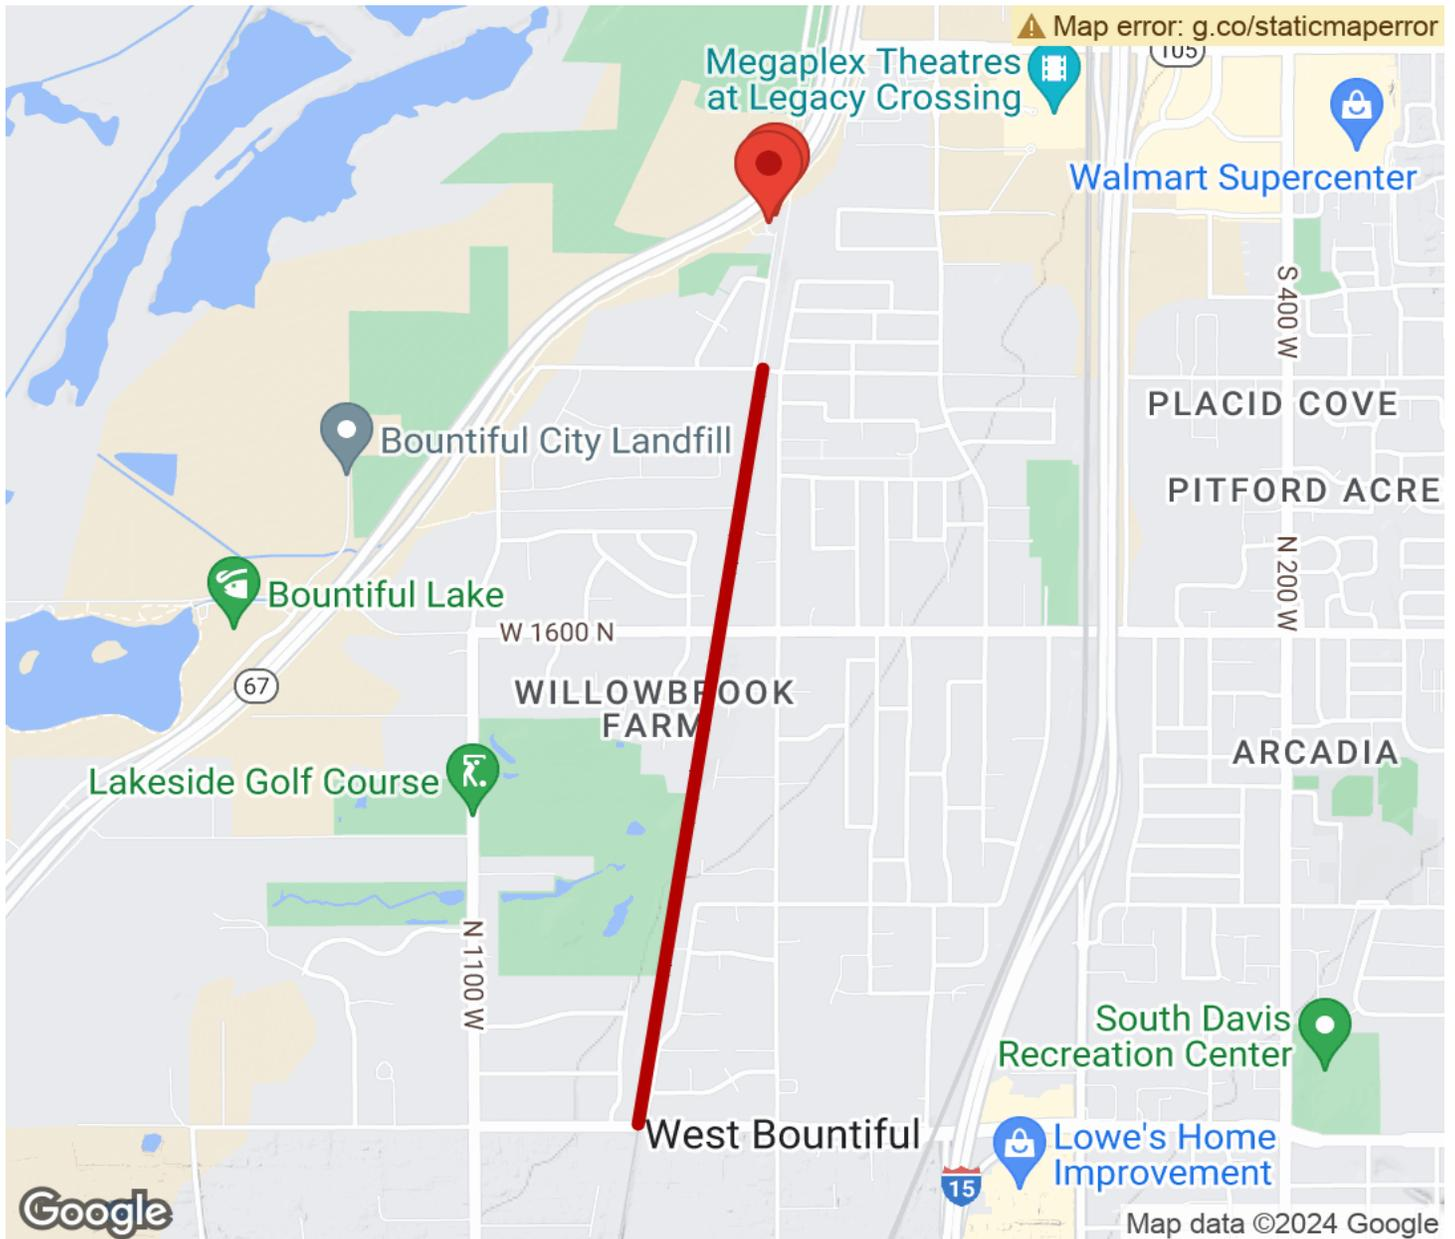 Map error: g.co/staticmaperror
105
Megaplex Theatres
at Legacy Crossing
Walmart Supercenter
S 400 W
PLACID COVE
Bountiful City Landfill
PITFORD ACRE
N 200 W
Bountiful Lake
W 1600 N
67
WILLOWBROOK
FARM
ARCADIA
Lakeside Golf Course
N 1100 W
South Davis
Recreation Center
West Bountiful
Lowe's Home
Improvement
15
Google
Map data ©2024 Google